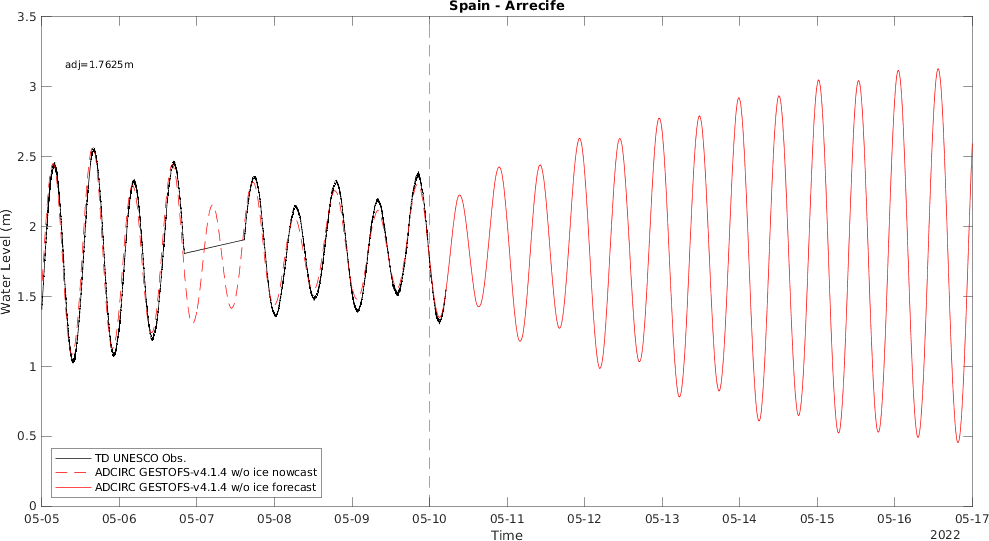 Spain - Arrecife
3.5
adj=1.7625m
3
2.5
2
Water Level (m)
1.5
1
0.5
TD UNESCO Obs.
ADCIRC GESTOFS-v4.1.4 w/o ice nowcast
ADCIRC GESTOFS-v4.1.4 w/o ice forecast
0
05-05 05-06 05-07 05-08 05-09 05-10 05-11 05-12 05-13 05-14 05-15 05-16 05-17
Time
2022